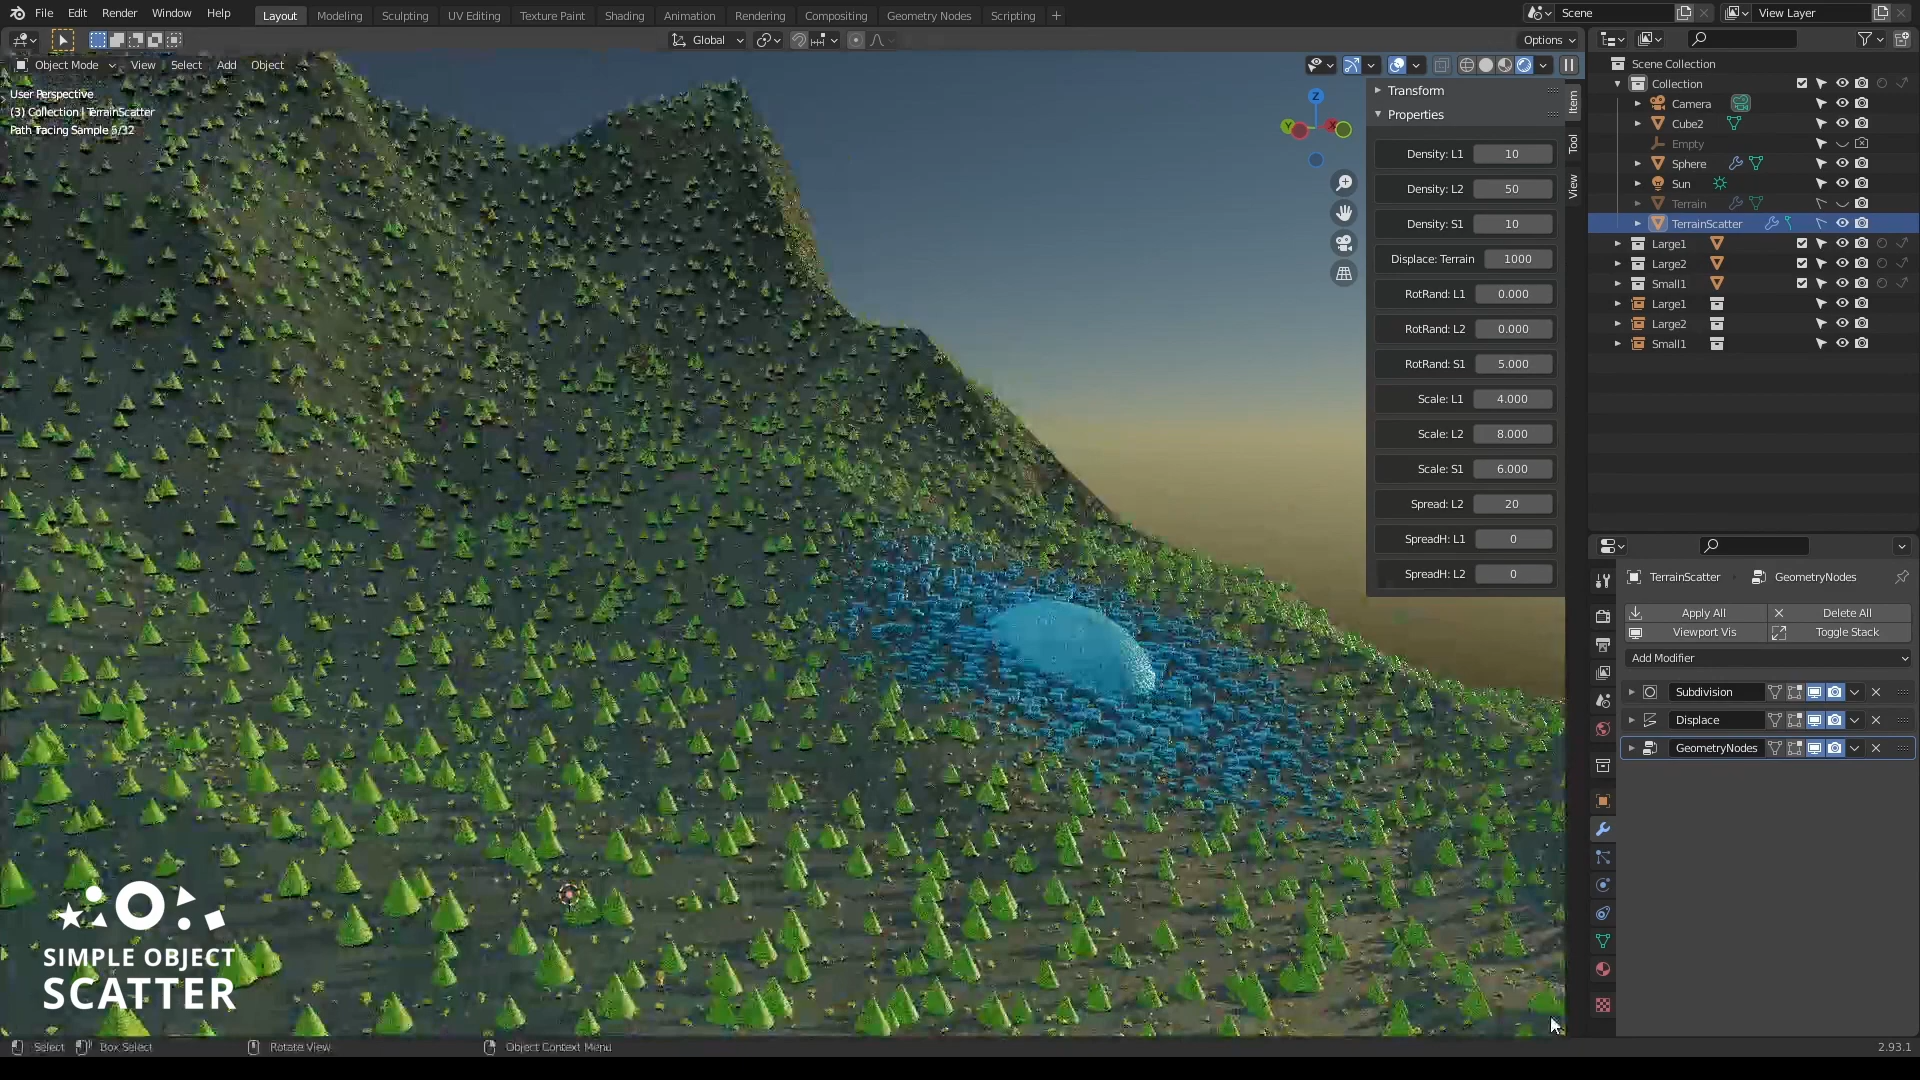 File Edit Render Window Help
Layout Modeling Sculpting UV Editing Texture Paint Shading Animation Rendering Compositing Geometry Nodes Scripting +
Scene
View Layer
Global
Options
Object Mode View Select Add Object
User Perspective
(3) Collection | TerrainScatter
Path Tracing Sample 5/32
Z
Y
X
Transform
Properties
Density: L1 10
Density: L2 50
Density: S1 10
Displace: Terrain 1000
RotRand: L1 0.000
RotRand: L2 0.000
RotRand: S1 5.000
Scale: L1 4.000
Scale: L2 8.000
Scale: S1 6.000
Spread: L2 20
SpreadH: L1 0
SpreadH: L2 0
Item
Tool
View
Scene Collection
Collection
Camera
Cube2
Empty
Sphere
Sun
Terrain
TerrainScatter
Large1
Large2
Small1
Large1
Large2
Small1
TerrainScatter GeometryNodes
Apply All Delete All
Viewport Vis Toggle Stack
Add Modifier
Subdivision
Displace
GeometryNodes
SIMPLE OBJECT
SCATTER
Select Box Select Rotate View Object Context Menu
2.93.1